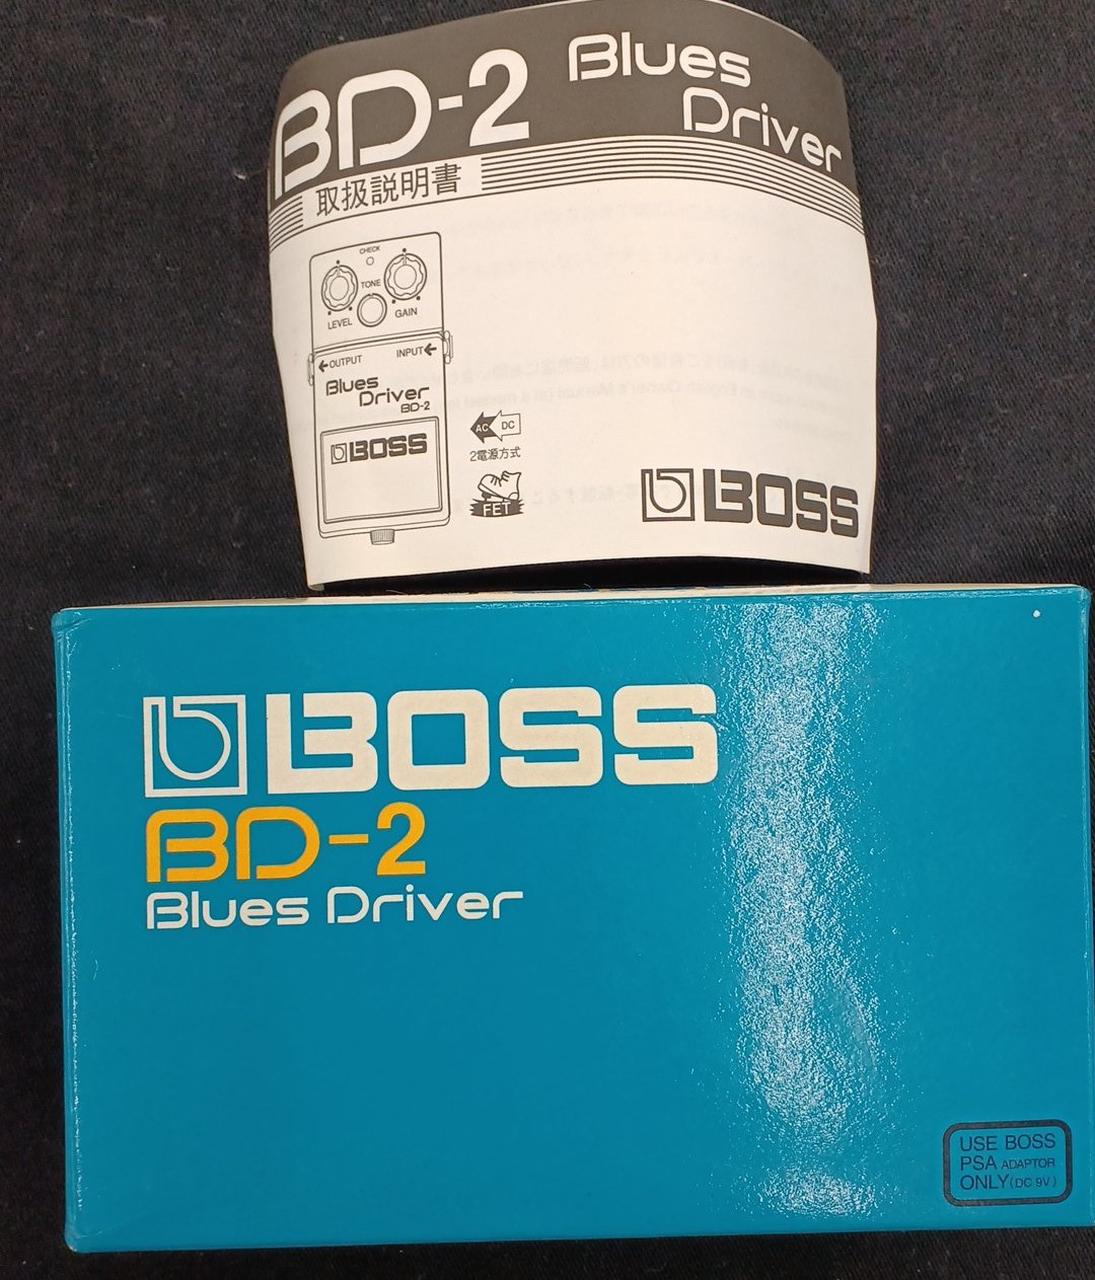 BD-2 Blues
Driver
取扱説明書
CHECK
TONE
LEVEL GAIN
OUTPUT INPUT
Blues
Driver
BD-2
BOSS
AC DC
2電源方式
FET
BOSS
BOSS
BD-2
Blues Driver
USE BOSS
PSA ADAPTOR
ONLY (DC 9V)